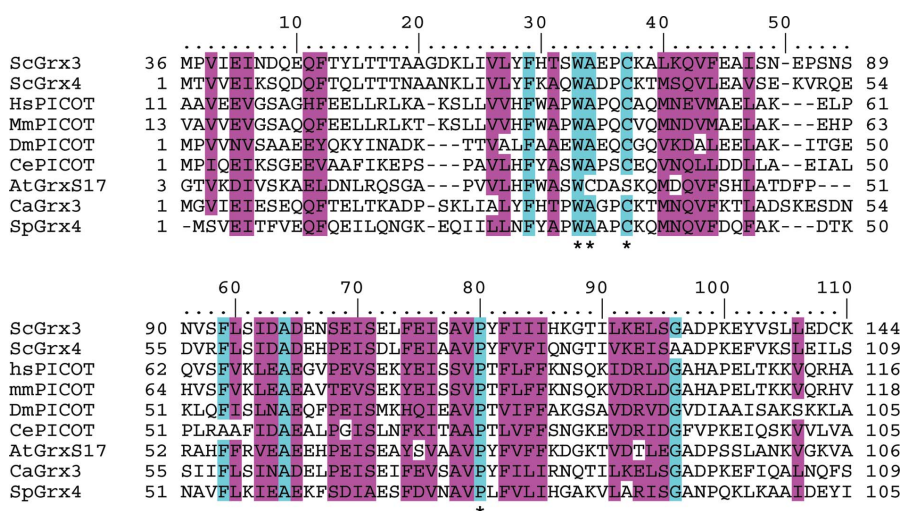 10 20 30 40 50
ScGrx3 36 MPVIEINDQEQFTYLTTTAAGDKLIVLYFHTSWAEPCKALKQVFEAISN-EPSNS 89
ScGrx4 1 MTVVEIKSQDQFTQLTTTNAANKLIVLYFKAQWADPCKTMSQVLEAVSE-KVRQE 54
HsPICOT 11 AAVEEVGSAGHFEELLRLKA-KSLLVVHFWAPWAPQCAQMNEVMAELAK---ELP 61
MmPICOT 13 VAVVEVGSAQQFEELLRLKT-KSLLVVHFWAPWAPQCVQMNDVMAELAK---EHP 63
DmPICOT 1 MPVVNVSAAEEYQKYINADK---TTVALFAAEWAEQCGQVKDALEELAK--ITGE 50
CePICOT 1 MPIQEIKSGEEVAAFIKEPS---PAVLHFYASWAPSCEQVNQLLDDLLA--EIAL 50
AtGrxS17 3 GTVKDIVSKAELDNLRQSGA---PVVLHFWASWCDASKQMDQVFSHLATDFP--- 51
CaGrx3 1 MGVIEIESEQQFTELTKADP-SKLIALYFHTPWAGPCKTMNQVFKTLADSKESDN 54
SpGrx4 1 -MSVEITFVEQFQEILQNGK-EQIILLNFYAPWAAPCKQMNQVFDQFAK---DTK 50
** *
60 70 80 90 100 110
ScGrx3 90 NVSFLSIDADENSEISELFEISAVPYFIIIHKGTILKELSGADPKEYVSLLEDCK 144
ScGrx4 55 DVRFLSIDADEHPEISDLFEIAAVPYFVFIQNGTIVKEISAADPKEFVKSLEILS 109
hsPICOT 62 QVSFVKLEAEGVPEVSEKYEISSVPTFLFFKNSQKIDRLDGAHAPELTKKVQRHA 116
mmPICOT 64 HVSFVKLEAEAVPEVSEKYEISSVPTFLFFKNSQKVDRLDGAHAPELTKKVQRHV 118
DmPICOT 51 KLQFISLNAEQFPEISMKHQIEAVPTVIFFAKGSAVDRVDGVDIAAISAKSKKLA 105
CePICOT 51 PLRAAFIDAEALPGISLNFKITAAPTLVFFSNGKEVDRIDGFVPKEIQSKVVLVA 105
AtGrxS17 52 RAHFFRVEAEEHPEISEAYSVAAVPYFVFFKDGKTVDTLEGADPSSLANKVGKVA 106
CaGrx3 55 SIIFLSINADELPEISEIFEVSAVPYFILIRNQTILKELSGADPKEFIQALNQFS 109
SpGrx4 51 NAVFLKIEAEKFSDIAESFDVNAVPLFVLIHGAKVLARISGANPQKLKAAIDEYI 105
*